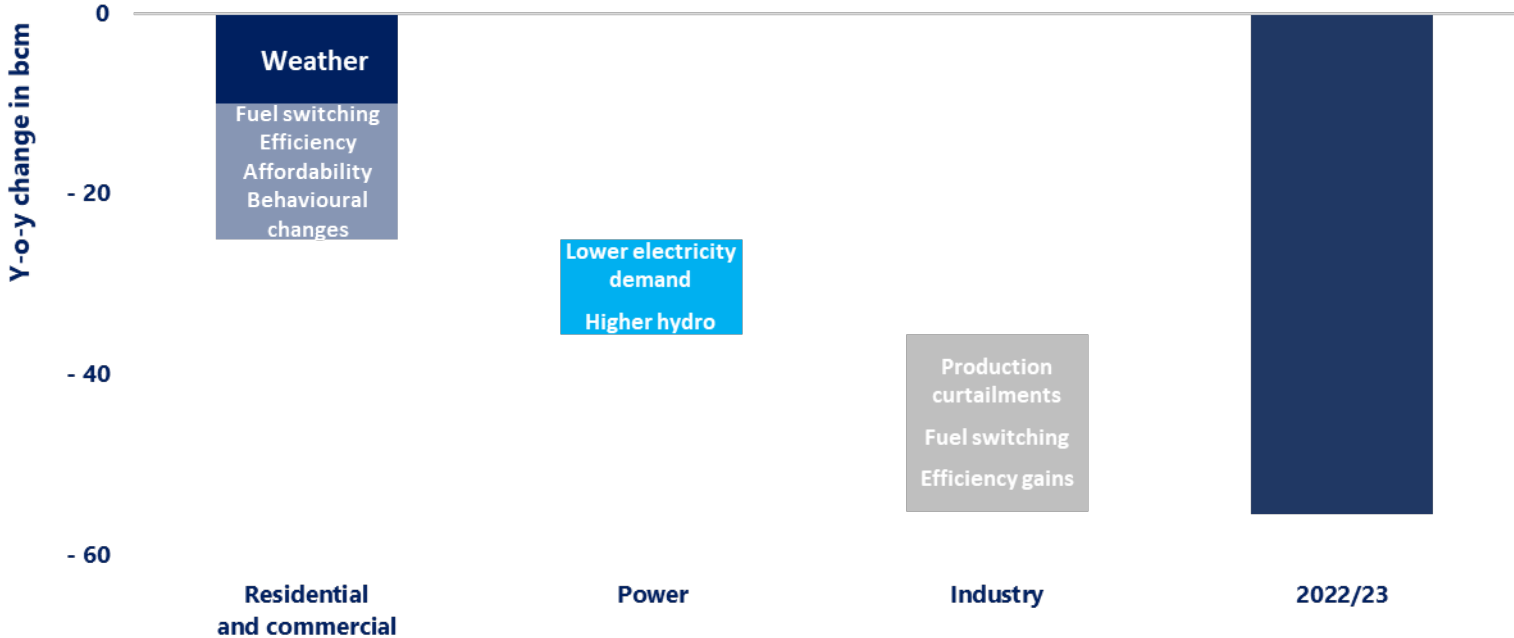 Y-o-y change in bcm
0
- 20
- 40
- 60
Weather
Fuel switching
Efficiency
Affordability
Behavioural
changes
Lower electricity
demand
Higher hydro
Production
curtailments
Fuel switching
Efficiency gains
Residential
and commercial
Power
Industry
2022/23